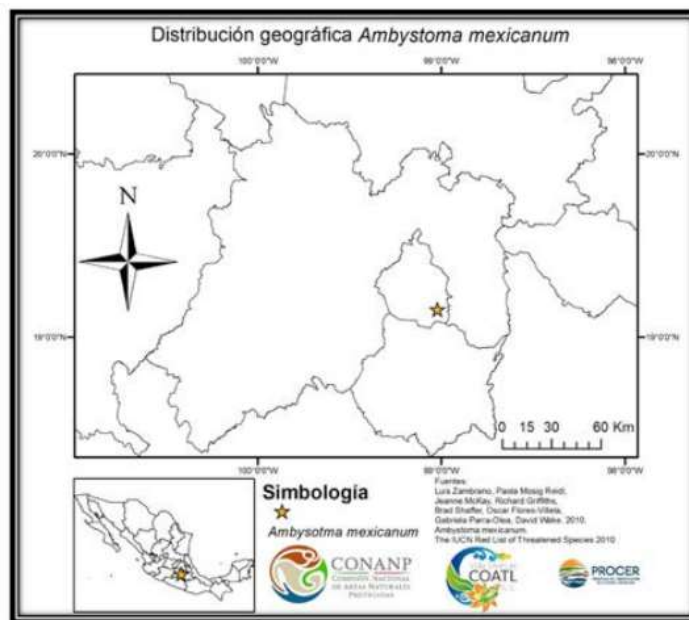 Distribución geográfica Ambystoma mexicanum
100°0'0"W 99°0'0"W 98°0'0"W
20°0'0"N 20°0'0"N
N
19°0'0"N 19°0'0"N
0 15 30 60 Km
100°0'0"W 99°0'0"W 98°0'0"W
Simbología
Ambysotma mexicanum
Fuentes:
Luis Zambrano, Paola Mosig Reidl,
Jeanne McKay, Richard Griffiths,
Brad Shaffer, Oscar Flores-Villela,
Gabriela Parra-Olea, David Wake. 2010.
Ambystoma mexicanum.
The IUCN Red List of Threatened Species 2010
CONANP
COMISIÓN NACIONAL
DE ÁREAS NATURALES
PROTEGIDAS
COATL
PROCER